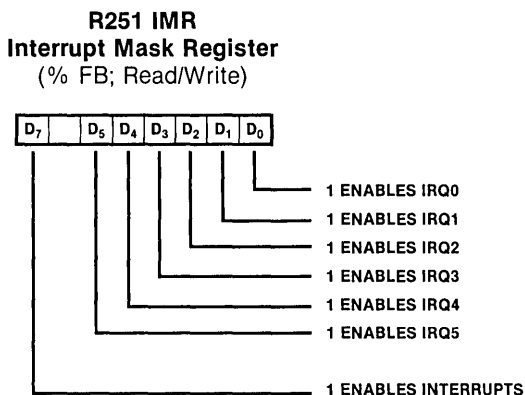 R251 IMR
Interrupt Mask Register
(% FB; Read/Write)
D₇ D₅ D₄ D₃ D₂ D₁ D₀
1 ENABLES IRQ0
1 ENABLES IRQ1
1 ENABLES IRQ2
1 ENABLES IRQ3
1 ENABLES IRQ4
1 ENABLES IRQ5
1 ENABLES INTERRUPTS